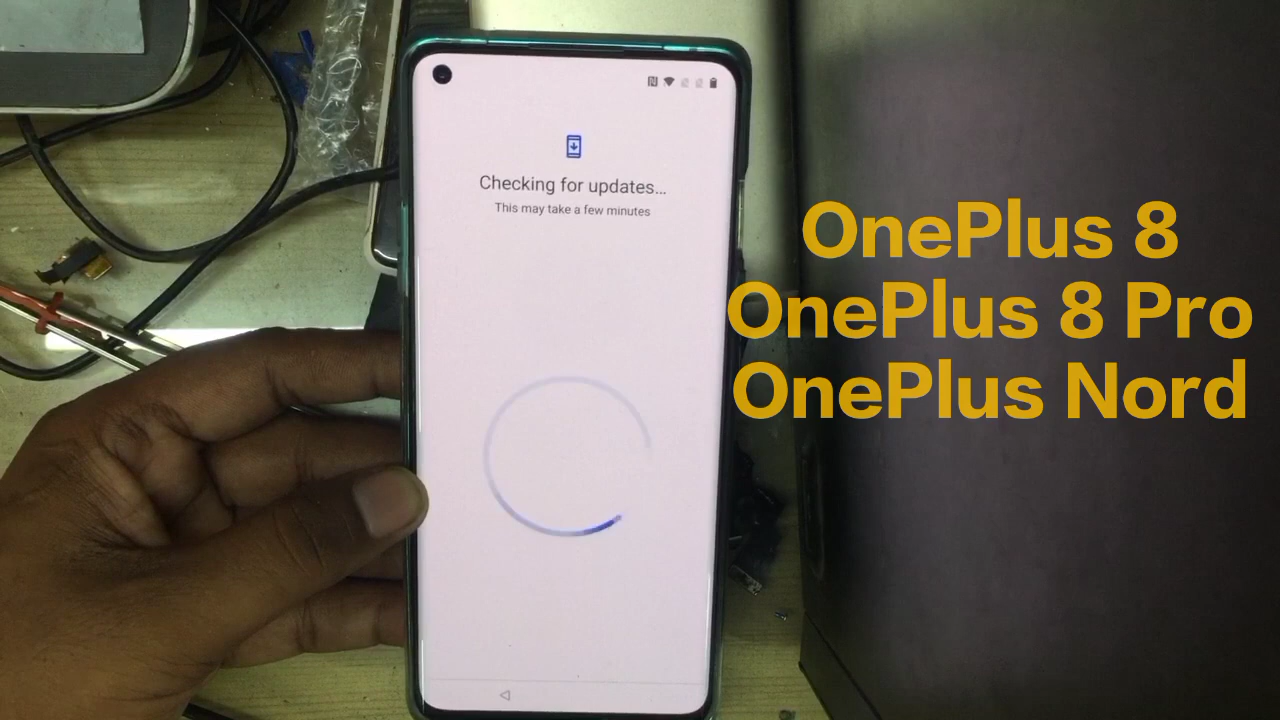 Checking for updates...
This may take a few minutes
OnePlus 8
OnePlus 8 Pro
OnePlus Nord